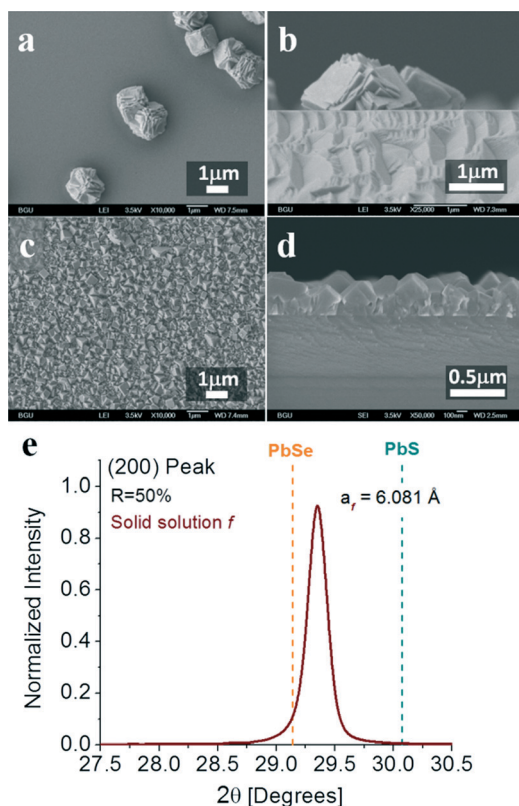 a
1μm
BGU LEI 3.5kV X10,000 1μm WD 7.5mm
b
1μm
BGU LEI 3.5kV X25,000 1μm WD 7.3mm
c
1μm
BGU LEI 3.5kV X10,000 1μm WD 7.4mm
d
0.5μm
BGU SEI 3.5kV X50,000 100nm WD 2.5mm
e
PbSe PbS
(200) Peak
R=50%
Solid solution f
a_f = 6.081 Å
Normalized Intensity
1.0
0.8
0.6
0.4
0.2
0.0
27.5 28.0 28.5 29.0 29.5 30.0 30.5
2θ [Degrees]